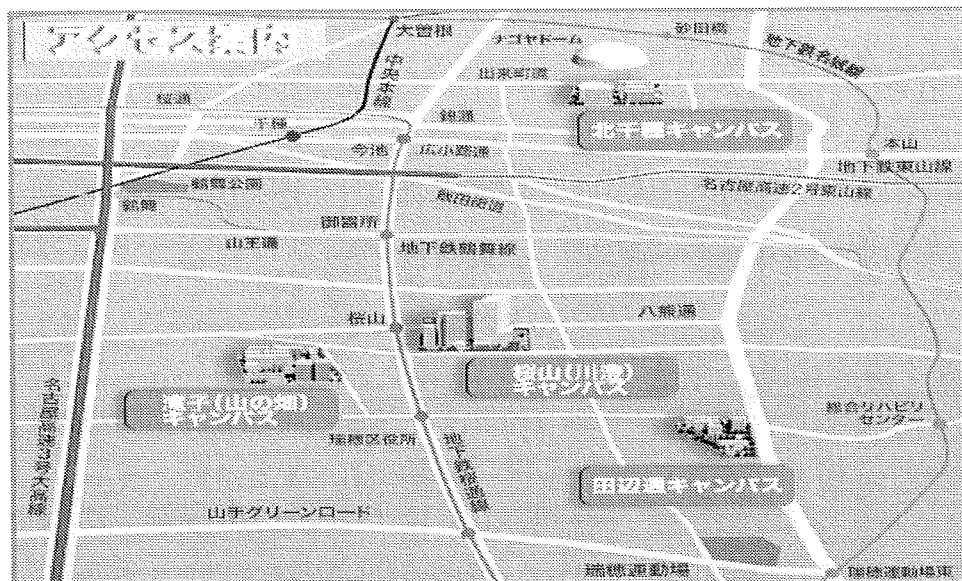 アクセス案内
大曽根
砂田橋
ナゴヤドーム
地下鉄名城線
中央本線
出来町通
桜通
錦通
千種
北千種キャンパス
今池
広小路通
本山
地下鉄東山線
鶴舞公園
名古屋高速2号東山線
飯田街道
鶴舞
御器所
山王通
地下鉄鶴舞線
桜山
八熊通
桜山(川澄)
キャンパス
滝子(山の畑)
キャンパス
名古屋高速3号大高線
総合リハビリ
センター
瑞穂区役所
地下鉄桜通線
田辺通キャンパス
山手グリーンロード
瑞穂運動場
瑞穂運動場東